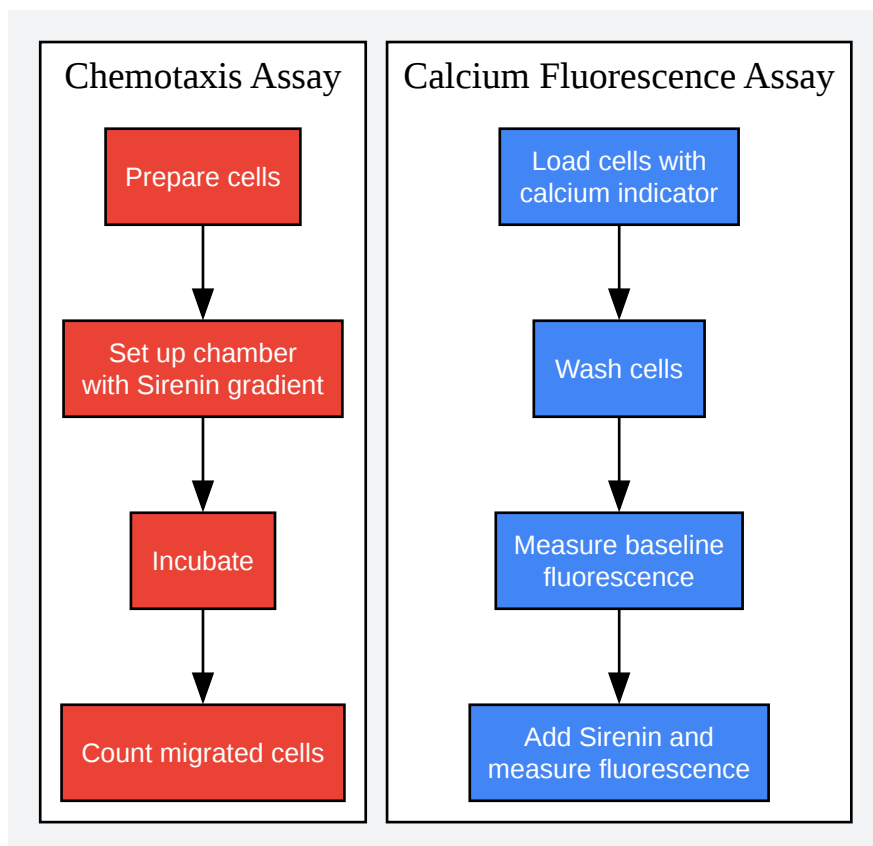 Chemotaxis Assay
Prepare cells
Set up chamber
with Sirenin gradient
Incubate
Count migrated cells
Calcium Fluorescence Assay
Load cells with
calcium indicator
Wash cells
Measure baseline
fluorescence
Add Sirenin and
measure fluorescence